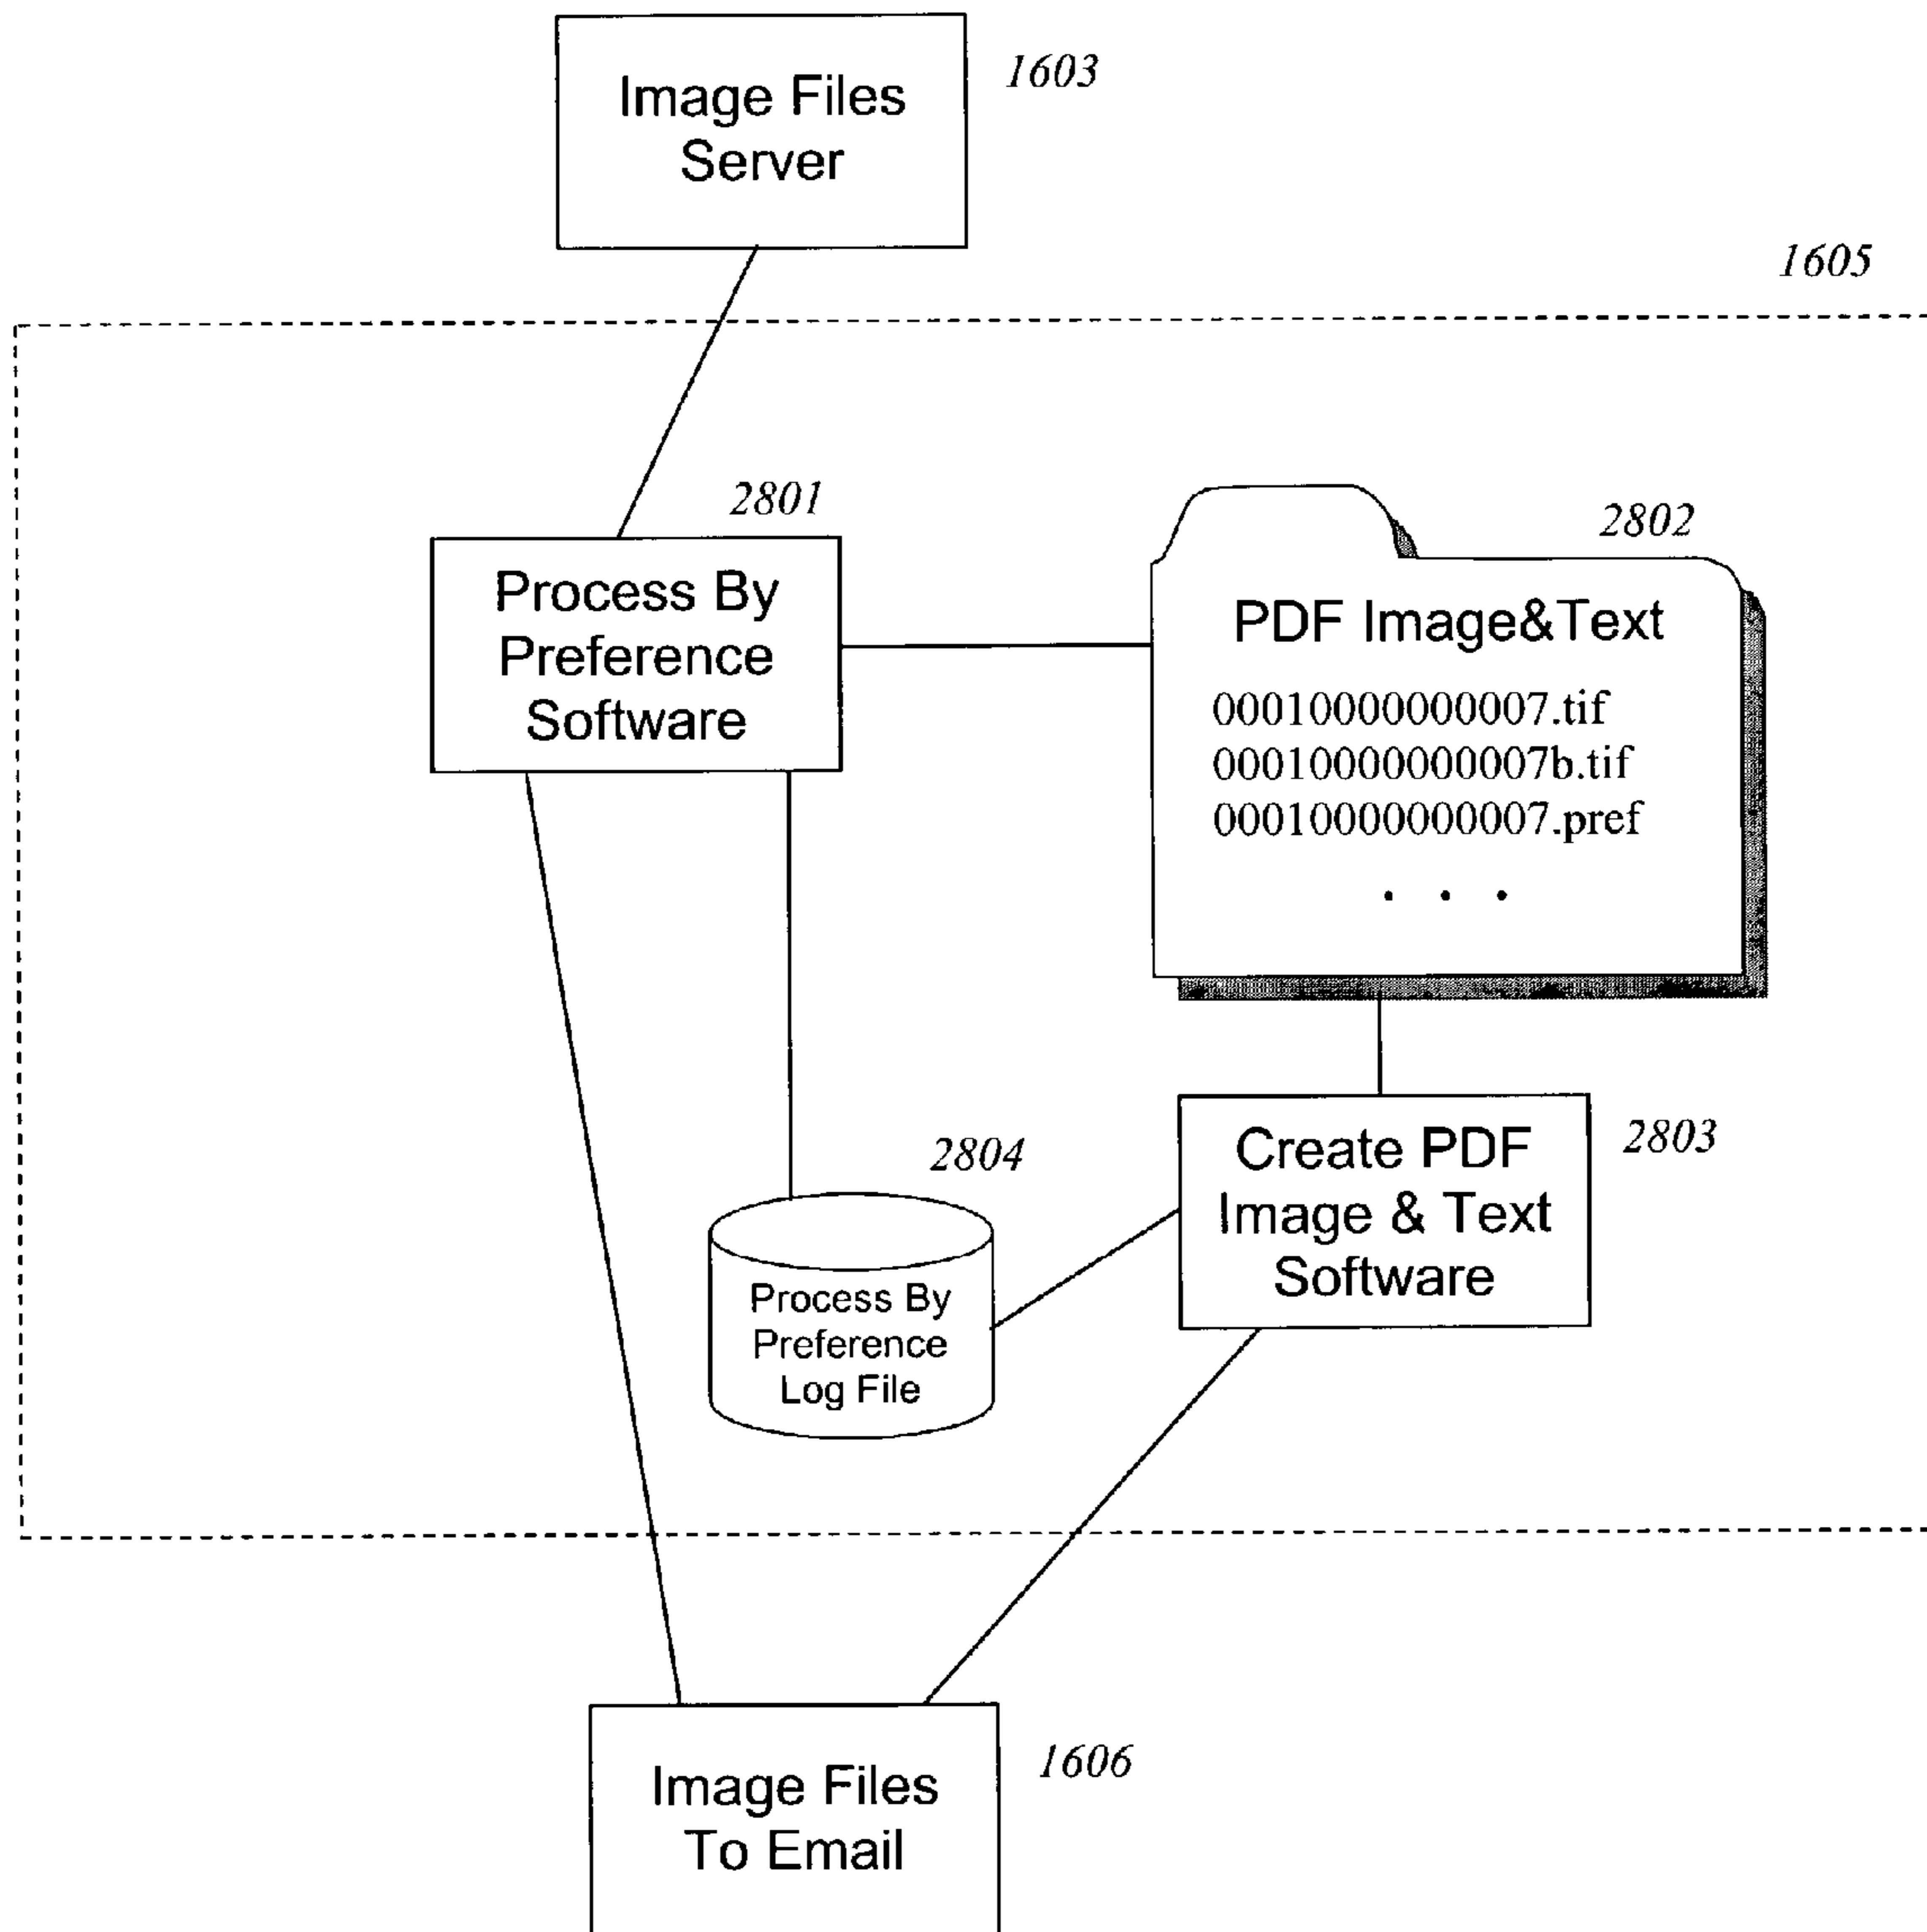 Image Files
Server
1603
1605
2801
Process By
Preference
Software
2802
PDF Image&Text
00010000000007.tif
00010000000007b.tif
00010000000007.pref
. . .
2803
Create PDF
Image & Text
Software
2804
Process By
Preference
Log File
1606
Image Files
To Email